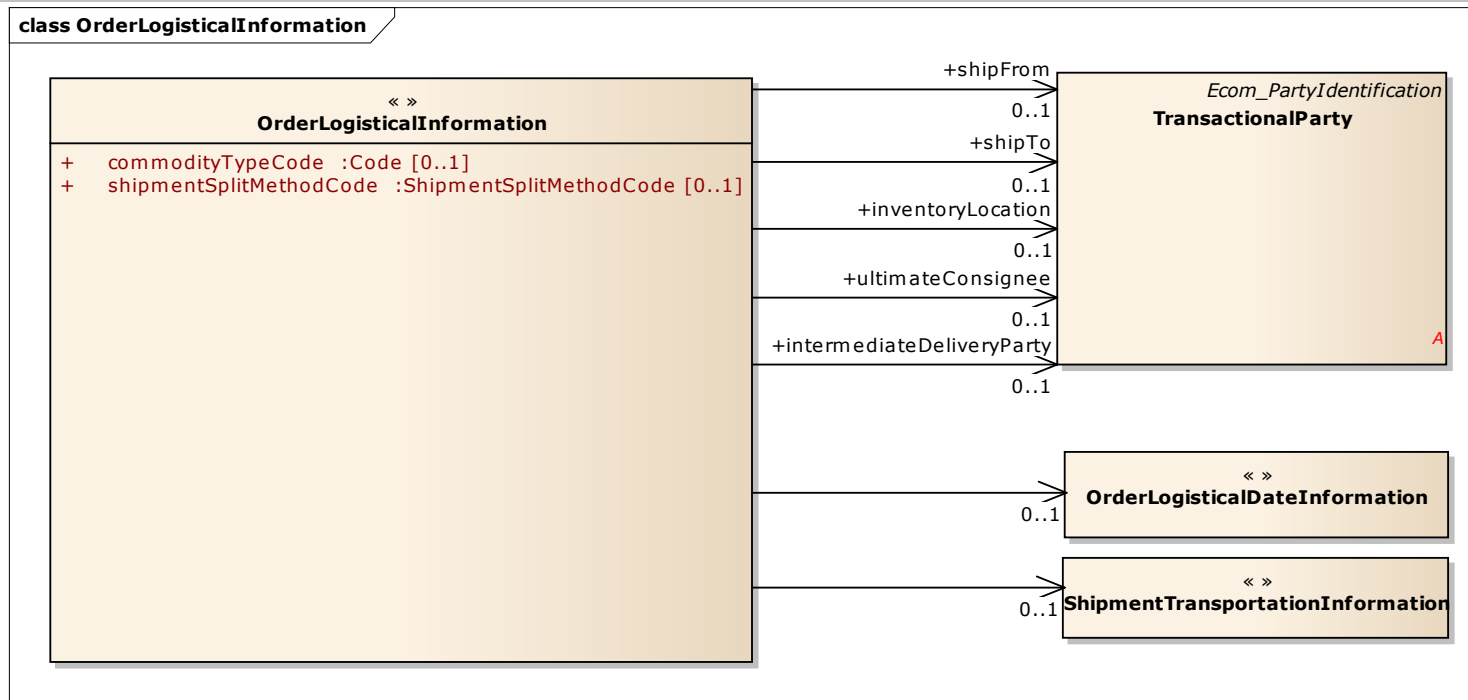 class OrderLogisticalInformation
« »
OrderLogisticalInformation
+ commodityTypeCode :Code [0..1]
+ shipmentSplitMethodCode :ShipmentSplitMethodCode [0..1]
+shipFrom
0..1
+shipTo
0..1
+inventoryLocation
0..1
+ultimateConsignee
0..1
+intermediateDeliveryParty
0..1
Ecom_PartyIdentification
TransactionalParty
A
0..1
« »
OrderLogisticalDateInformation
0..1
« »
ShipmentTransportationInformation